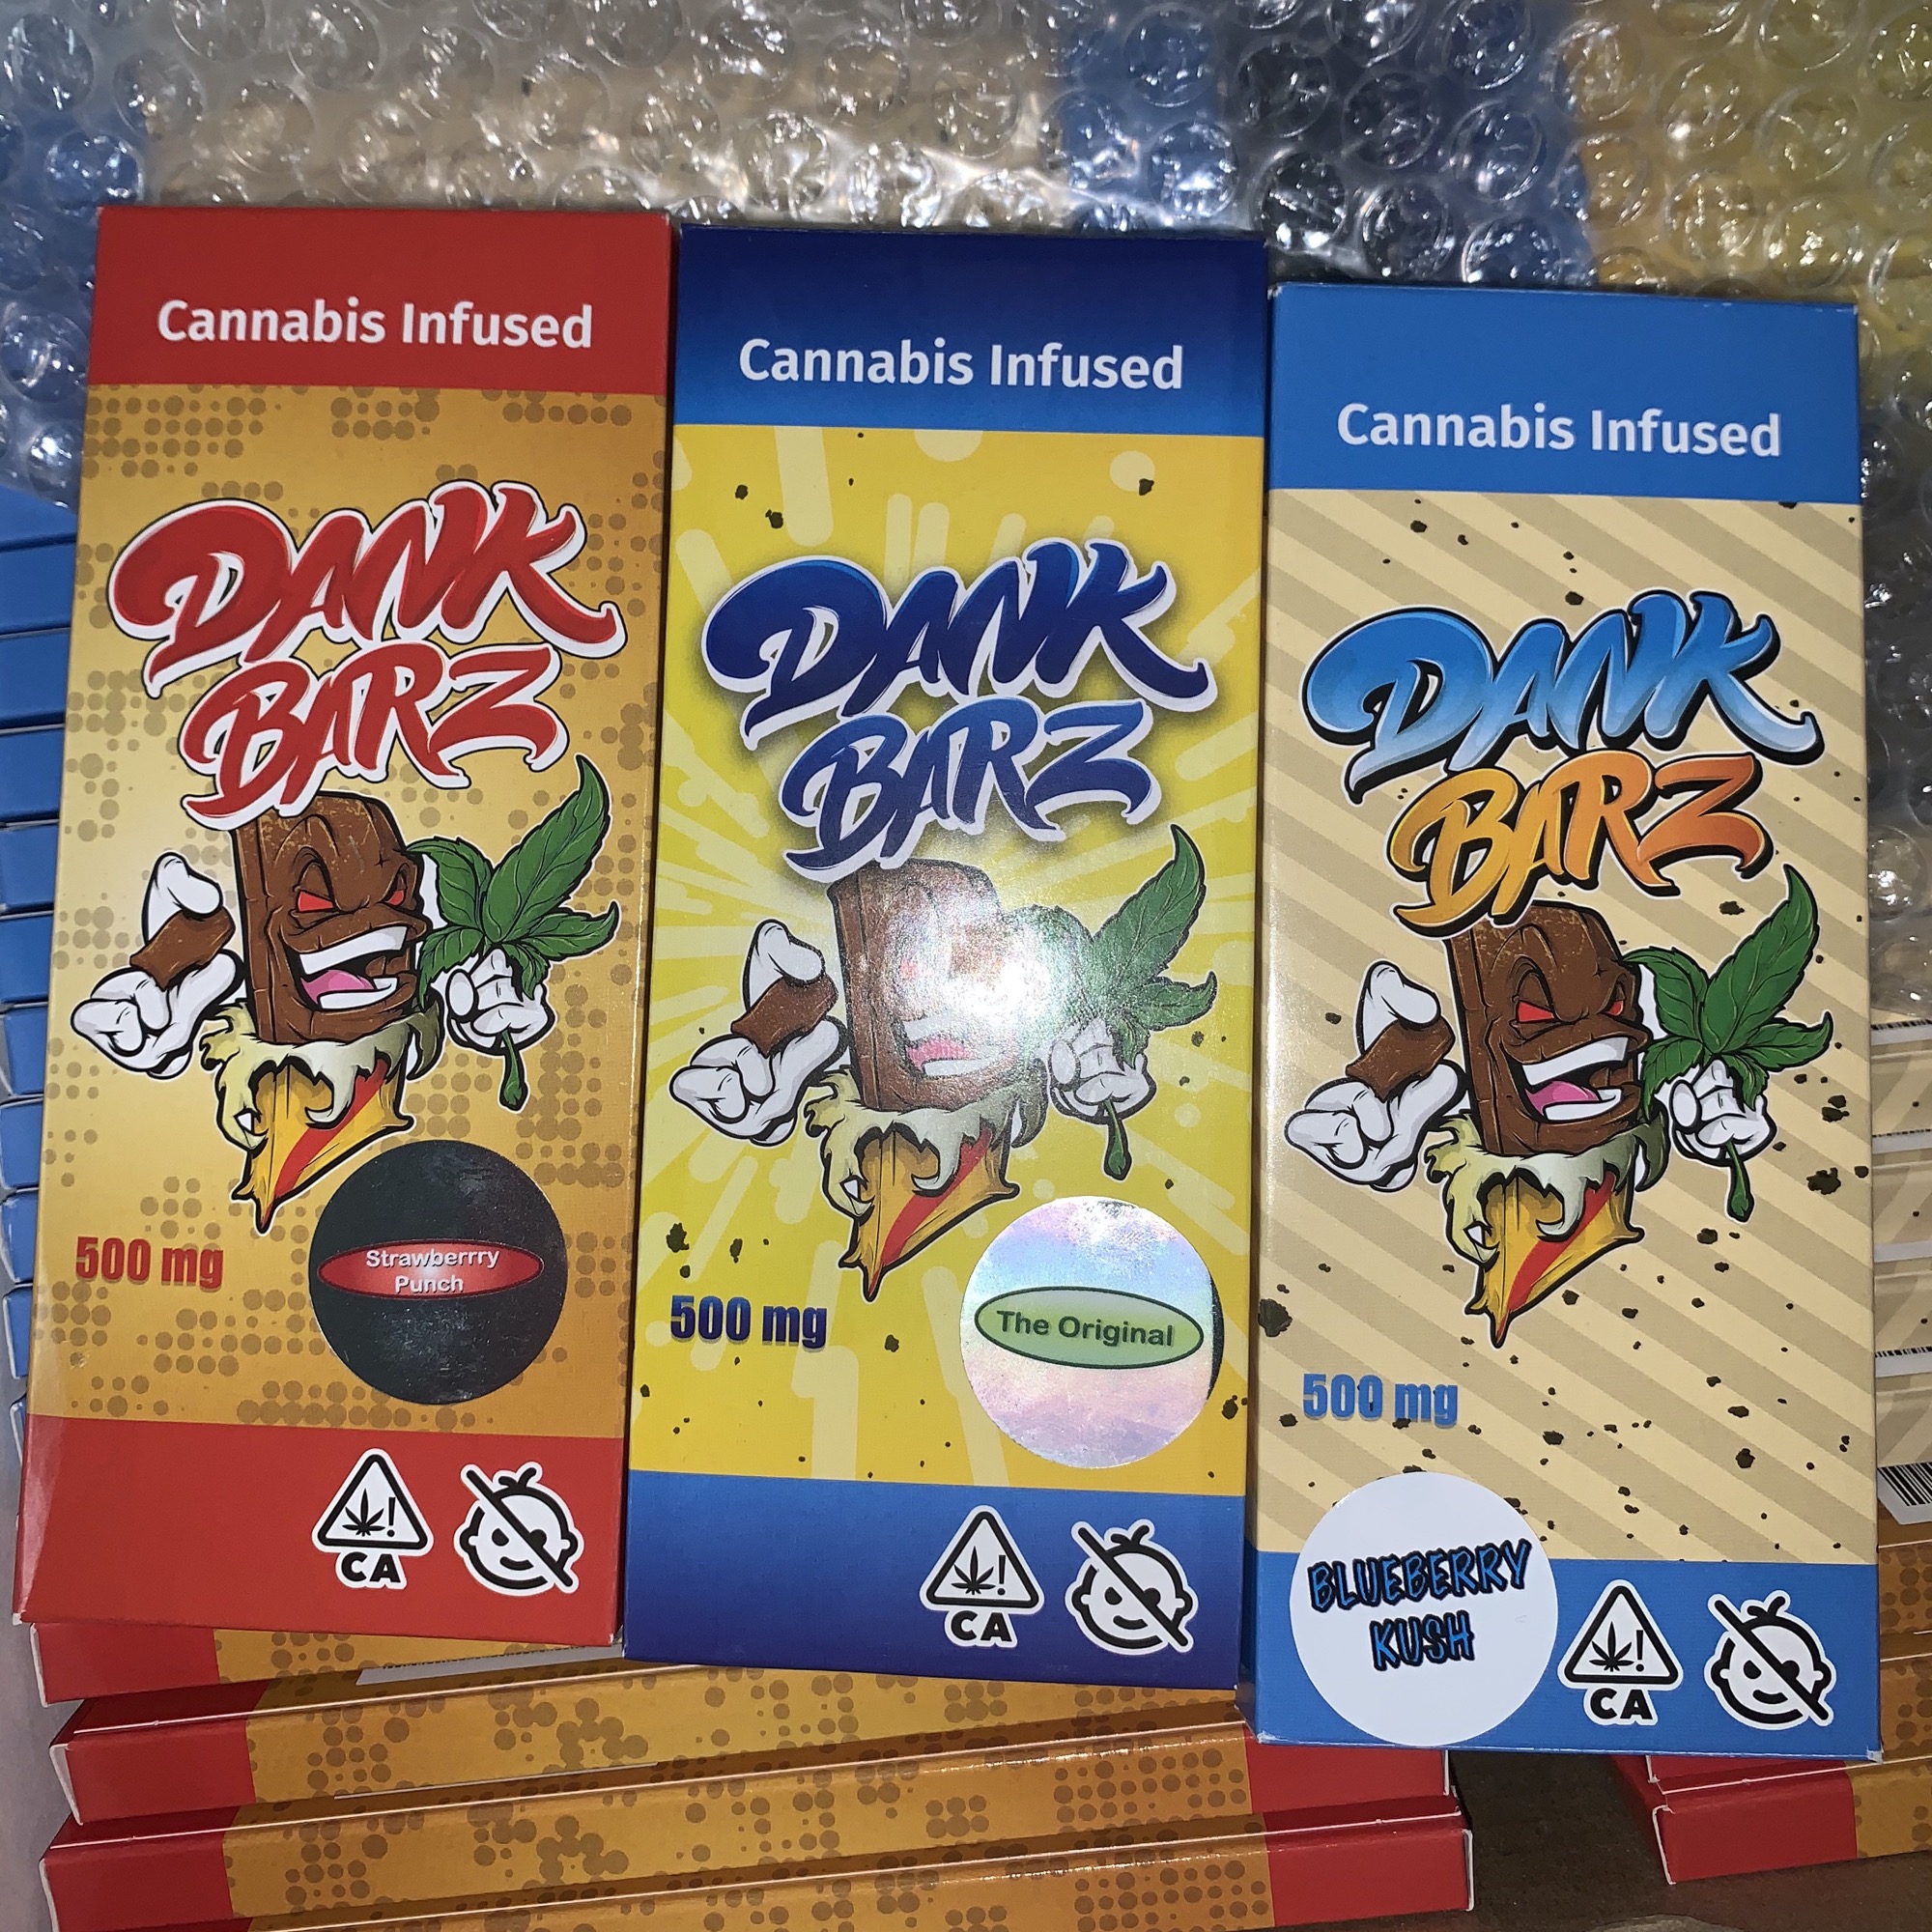 Cannabis Infused
DANK
BARZ
500 mg
Strawberrry
Punch
CA
Cannabis Infused
DANK
BARZ
500 mg
The Original
CA
Cannabis Infused
DANK
BARZ
500 mg
BLUEBERRY
KUSH
CA